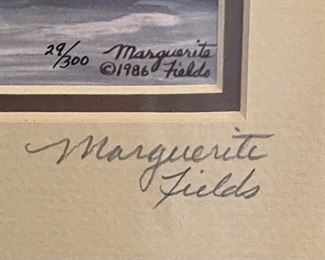 29/300 Marguerite
©1986 Fields
Marguerite
Fields